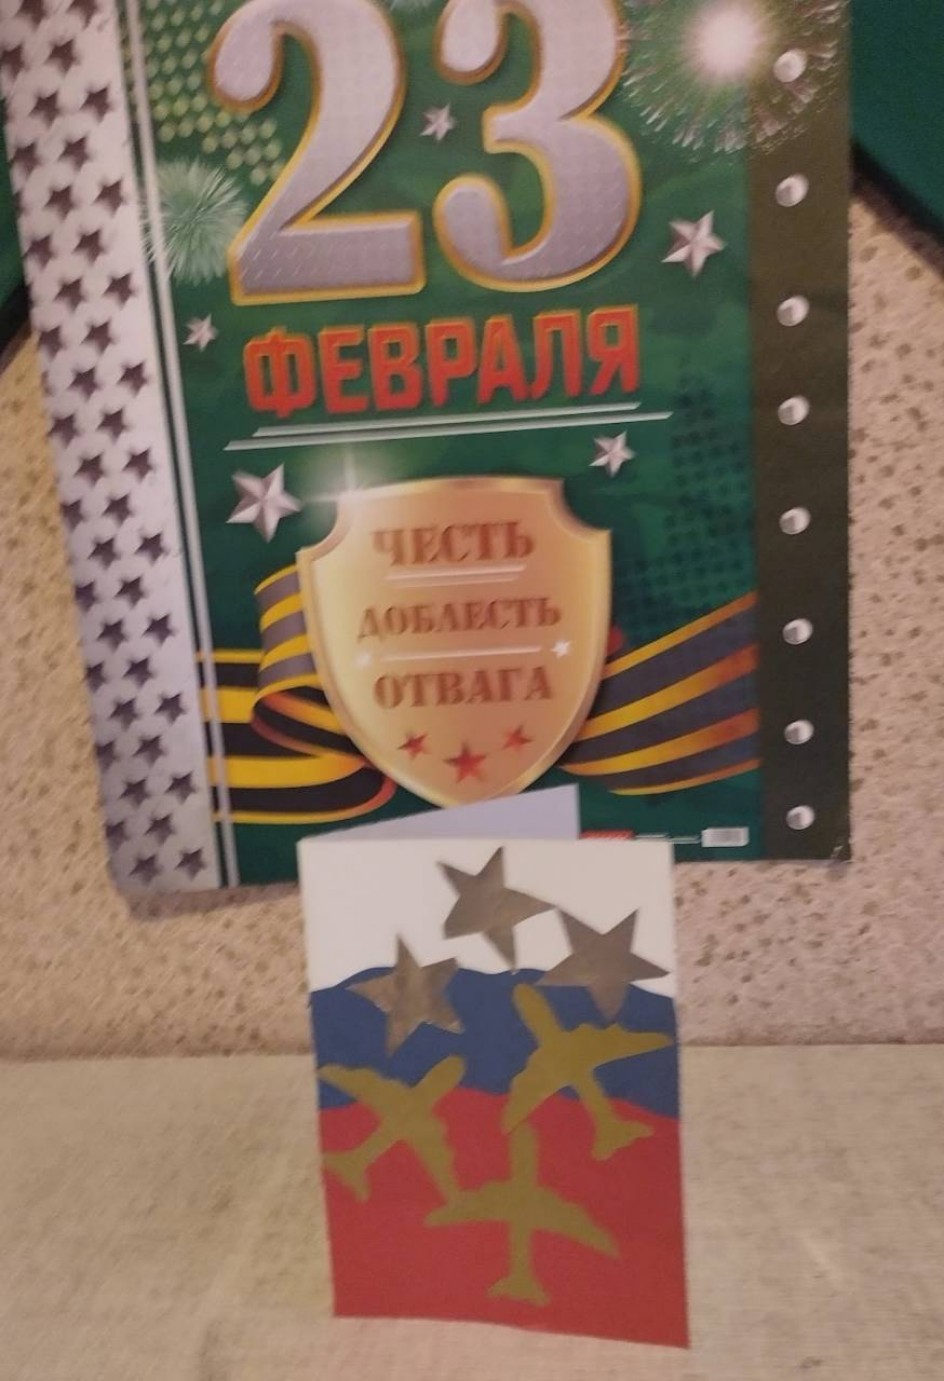 23
ФЕВРАЛЯ
ЧЕСТЬ
ДОБЛЕСТЬ
ОТВАГА